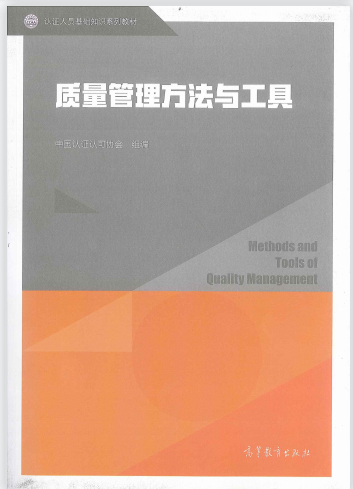 认证人员基础知识系列教材
质量管理方法与工具
中国认证认可协会 组编
Methods and
Tools of
Quality Management
高等教育出版社